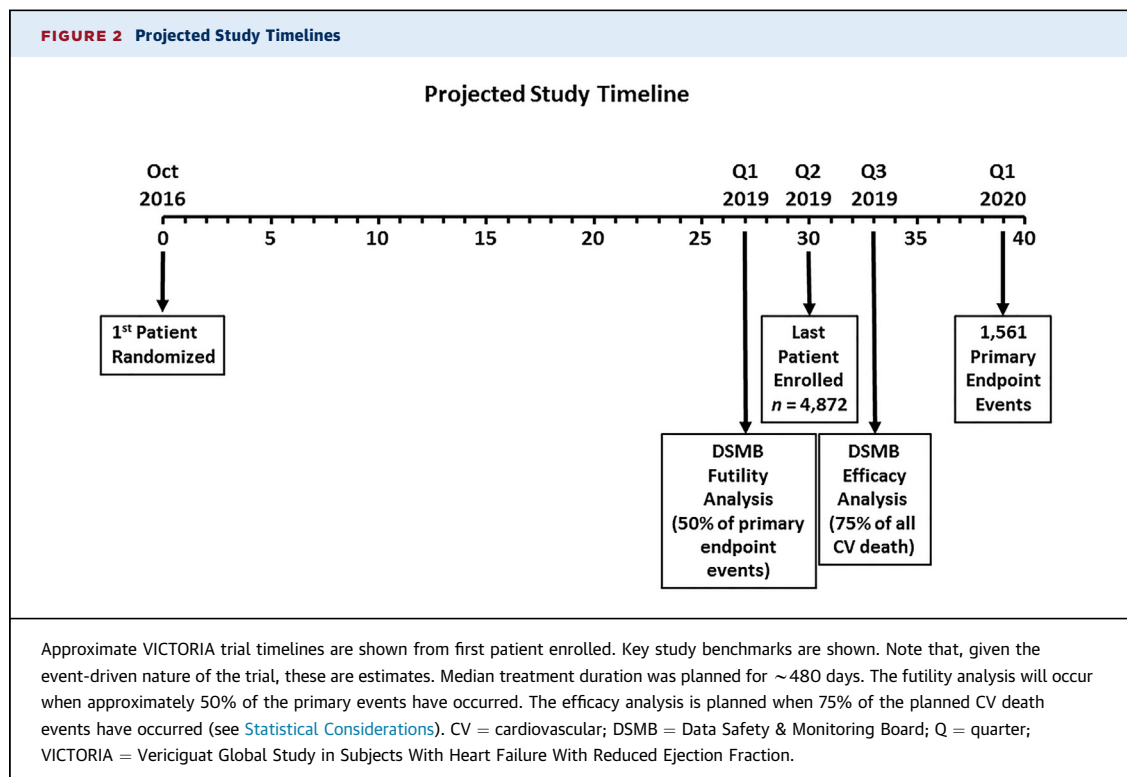 FIGURE 2 Projected Study Timelines
Projected Study Timeline
Oct
2016
Q1
2019
Q2
2019
Q3
2019
Q1
2020
0 5 10 15 20 25 30 35 40
1st Patient
Randomized
Last
Patient
Enrolled
n = 4,872
1,561
Primary
Endpoint
Events
DSMB
Futility
Analysis
(50% of primary
endpoint
events)
DSMB
Efficacy
Analysis
(75% of all
CV death)
Approximate VICTORIA trial timelines are shown from first patient enrolled. Key study benchmarks are shown. Note that, given the
event-driven nature of the trial, these are estimates. Median treatment duration was planned for ~480 days. The futility analysis will occur
when approximately 50% of the primary events have occurred. The efficacy analysis is planned when 75% of the planned CV death
events have occurred (see Statistical Considerations). CV = cardiovascular; DSMB = Data Safety & Monitoring Board; Q = quarter;
VICTORIA = Vericiguat Global Study in Subjects With Heart Failure With Reduced Ejection Fraction.